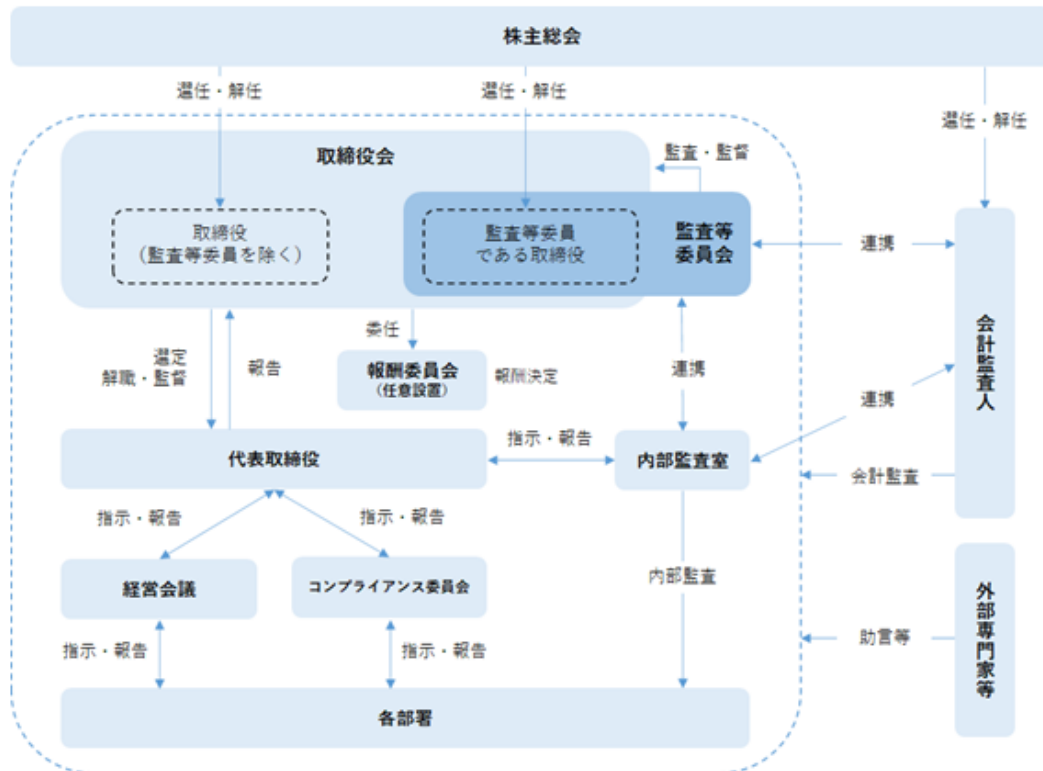 株主総会
選任・解任
選任・解任
選任・解任
取締役会
監査・監督
取締役
（監査等委員を除く）
監査等委員
である取締役
監査等
委員会
連携
会計監査人
選定
解職・監督
報告
委任
報酬委員会
（任意設置）
報酬決定
連携
連携
代表取締役
指示・報告
内部監査室
会計監査
指示・報告
指示・報告
経営会議
コンプライアンス委員会
内部監査
外部専門家等
助言等
指示・報告
指示・報告
各部署